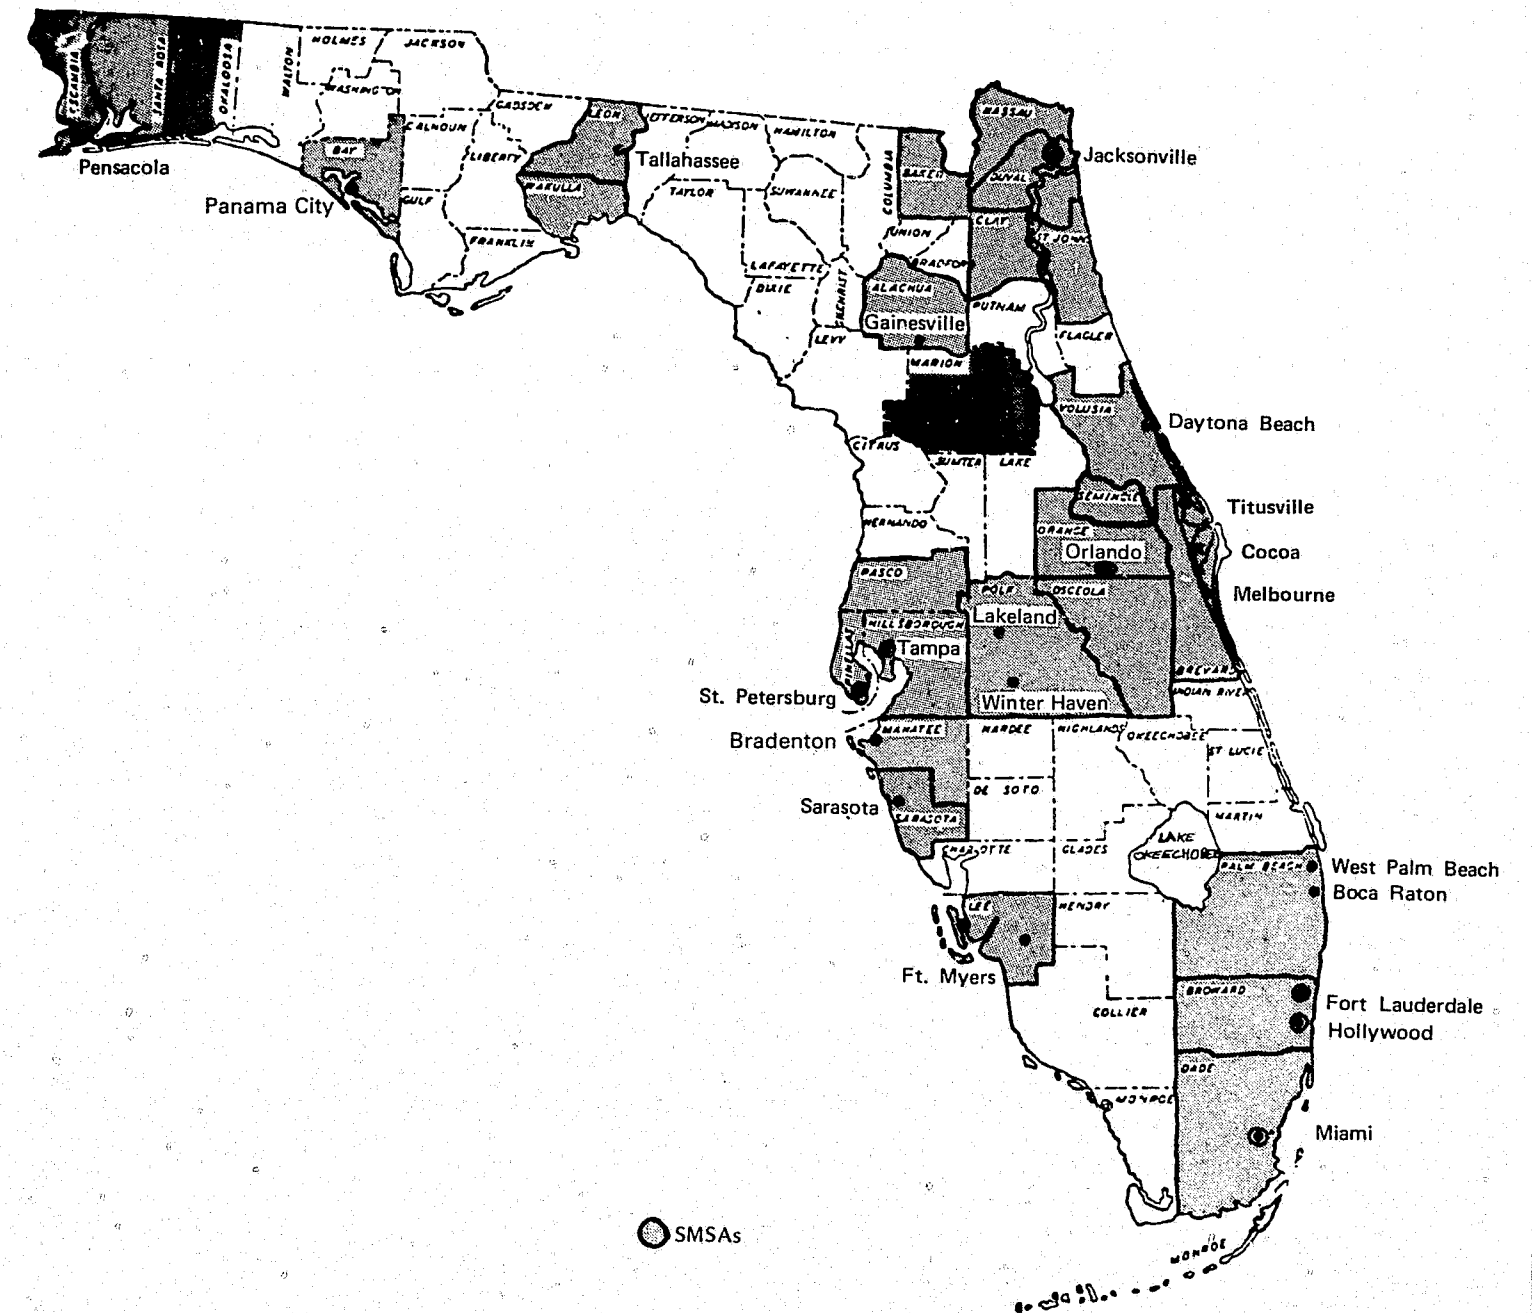 HOLMES
JACKSON
ESCAMBIA
SANTA ROSA
OKALOOSA
WALTON
WASHINGTON
GADSDEN
LEON
JEFFERSON
MADISON
HAMILTON
NASSAU
CALHOUN
LIBERTY
BAY
Pensacola
Tallahassee
Jacksonville
COLUMBIA
BAKER
DUVAL
WAKULLA
TAYLOR
SUWANNEE
Panama City
GULF
FRANKLIN
UNION
CLAY
ST JOHNS
BRADFORD
LAFAYETTE
DIXIE
GILCHRIST
ALACHUA
PUTNAM
Gainesville
LEVY
FLAGLER
MARION
VOLUSIA
Daytona Beach
CITRUS
SUMTER
LAKE
SEMINOLE
Titusville
HERNANDO
ORANGE
Orlando
Cocoa
PASCO
POLK
OSCEOLA
Melbourne
HILLSBOROUGH
Lakeland
PINELLAS
Tampa
BREVARD
INDIAN RIVER
St. Petersburg
Winter Haven
MANATEE
HARDEE
HIGHLANDS
OKEECHOBEE
Bradenton
ST LUCIE
DE SOTO
Sarasota
SARASOTA
MARTIN
CHARLOTTE
GLADES
LAKE
OKEECHOBEE
PALM BEACH
West Palm Beach
Boca Raton
LEE
HENDRY
Ft. Myers
BROWARD
Fort Lauderdale
COLLIER
Hollywood
DADE
MONROE
Miami
SMSAs
MONROE